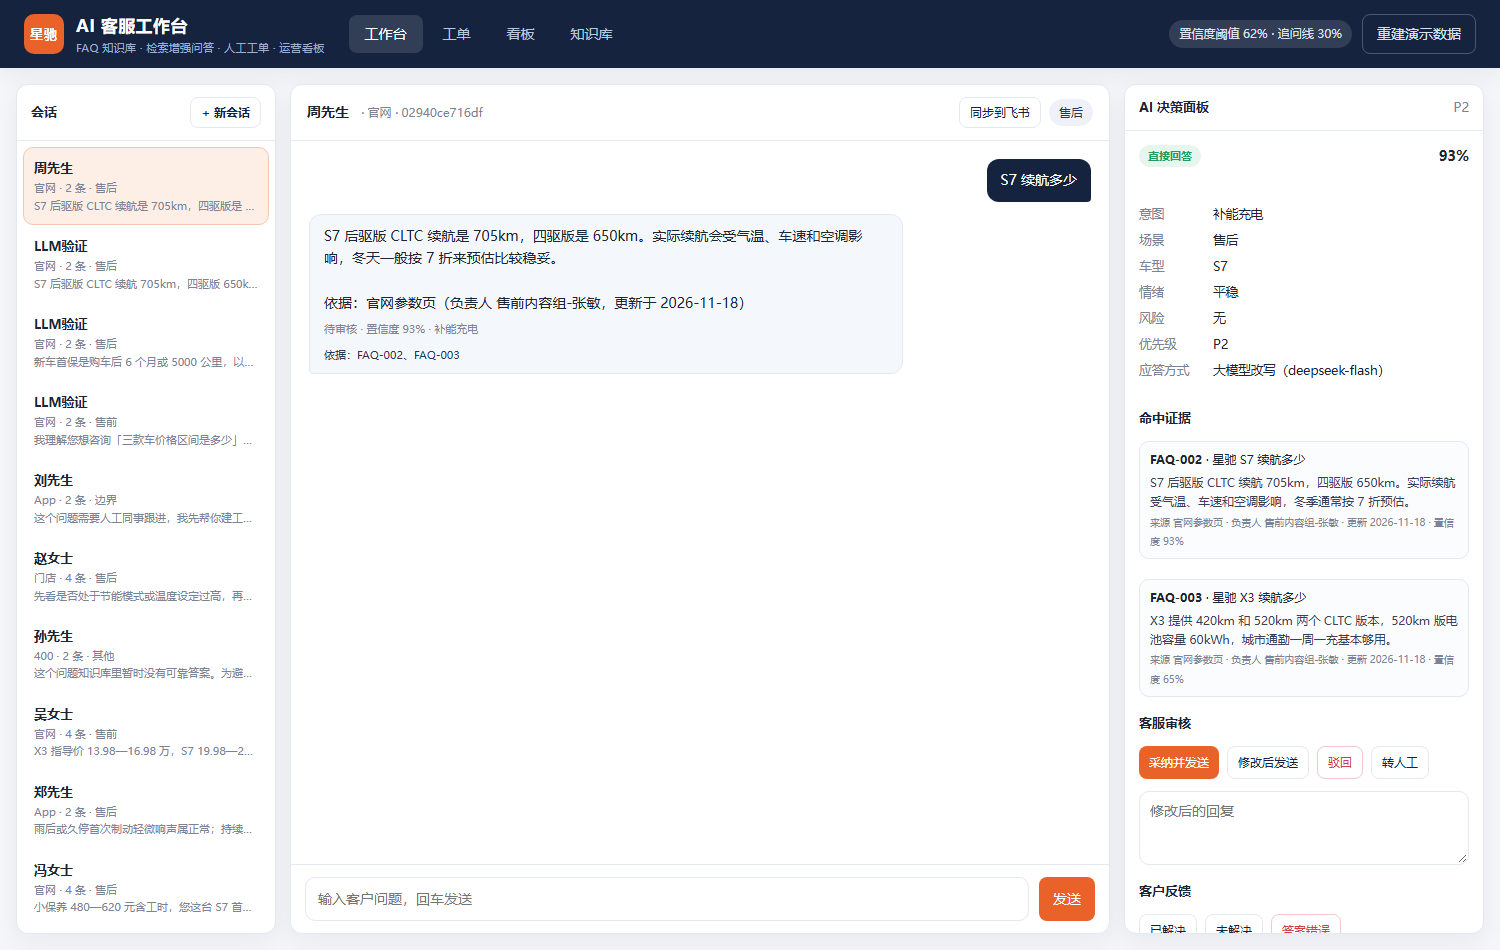 星驰
AI 客服工作台
FAQ 知识库 · 检索增强问答 · 人工工单 · 运营看板
工作台
工单
看板
知识库
置信度阈值 62% · 追问线 30%
重建演示数据
会话
+ 新会话
周先生
官网 · 2 条 · 售后
S7 后驱版 CLTC 续航是 705km，四驱版是 ...
LLM验证
官网 · 2 条 · 售后
S7 后驱版 CLTC 续航 705km，四驱版 650k...
LLM验证
官网 · 2 条 · 售后
新车首保是购车后 6 个月或 5000 公里，以...
LLM验证
官网 · 2 条 · 售前
我理解您想咨询「三款车价格区间是多少」...
刘先生
App · 2 条 · 边界
这个问题需要人工同事跟进，我先帮你建工...
赵女士
门店 · 4 条 · 售后
先看是否处于节能模式或温度设定过高，再...
孙先生
400 · 2 条 · 其他
这个问题知识库里暂时没有可靠答案。为避...
吴女士
官网 · 4 条 · 售前
X3 指导价 13.98—16.98 万，S7 19.98—2...
郑先生
App · 2 条 · 售后
雨后或久停首次制动轻微响声属正常；持续...
冯女士
官网 · 4 条 · 售后
小保养 480—620 元含工时，您这台 S7 首...
周先生 · 官网 · 02940ce716df
同步到飞书
售后
S7 续航多少
S7 后驱版 CLTC 续航是 705km，四驱版是 650km。实际续航会受气温、车速和空调影
响，冬天一般按 7 折来预估比较稳妥。
依据：官网参数页（负责人 售前内容组-张敏，更新于 2026-11-18）
待审核 · 置信度 93% · 补能充电
依据：FAQ-002、FAQ-003
输入客户问题，回车发送
发送
AI 决策面板
P2
直接回答
93%
意图 补能充电
场景 售后
车型 S7
情绪 平稳
风险 无
优先级 P2
应答方式 大模型改写（deepseek-flash）
命中证据
FAQ-002 · 星驰 S7 续航多少
S7 后驱版 CLTC 续航 705km，四驱版 650km。实际续航
受气温、车速和空调影响，冬季通常按 7 折预估。
来源 官网参数页 · 负责人 售前内容组-张敏 · 更新 2026-11-18 · 置信
度 93%
FAQ-003 · 星驰 X3 续航多少
X3 提供 420km 和 520km 两个 CLTC 版本，520km 版电
池容量 60kWh，城市通勤一周一充基本够用。
来源 官网参数页 · 负责人 售前内容组-张敏 · 更新 2026-11-18 · 置信
度 65%
客服审核
采纳并发送
修改后发送
驳回
转人工
修改后的回复
客户反馈
已解决
未解决
答案错误